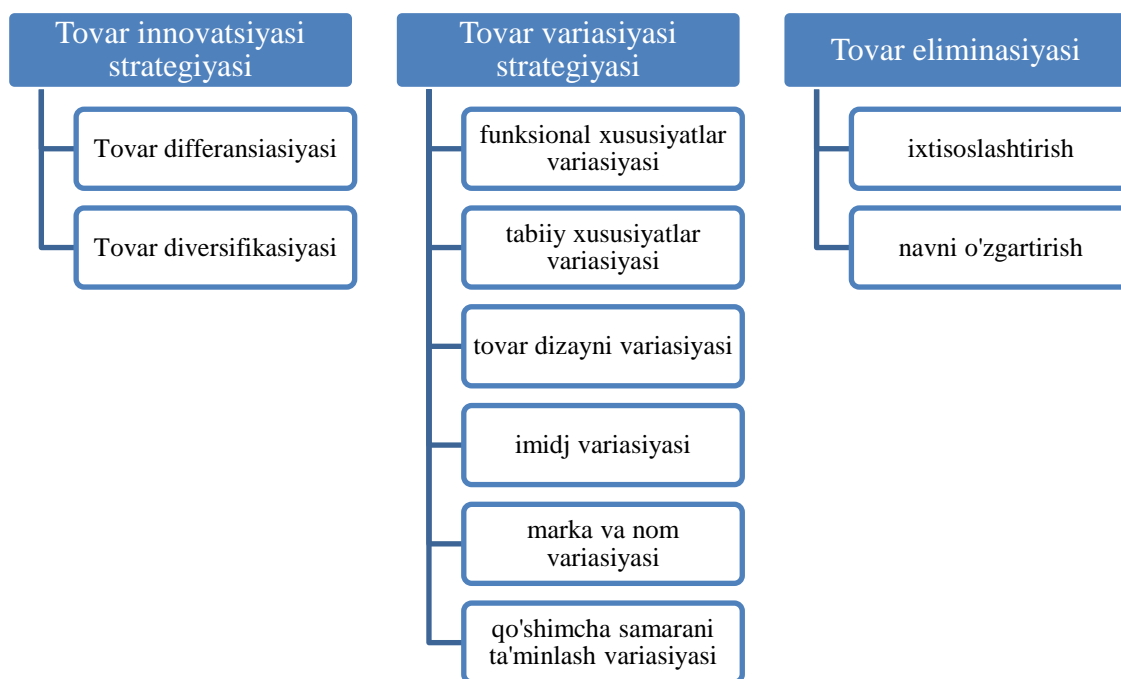 Tovar innovatsiyasi
strategiyasi
Tovar differansiasiyasi
Tovar diversifikasiyasi
Tovar variasiyasi
strategiyasi
funksional xususiyatlar
variasiyasi
tabiiy xususiyatlar
variasiyasi
tovar dizayni variasiyasi
imidj variasiyasi
marka va nom
variasiyasi
qo'shimcha samarani
ta'minlash variasiyasi
Tovar eliminasiyasi
ixtisoslashtirish
navni o'zgartirish